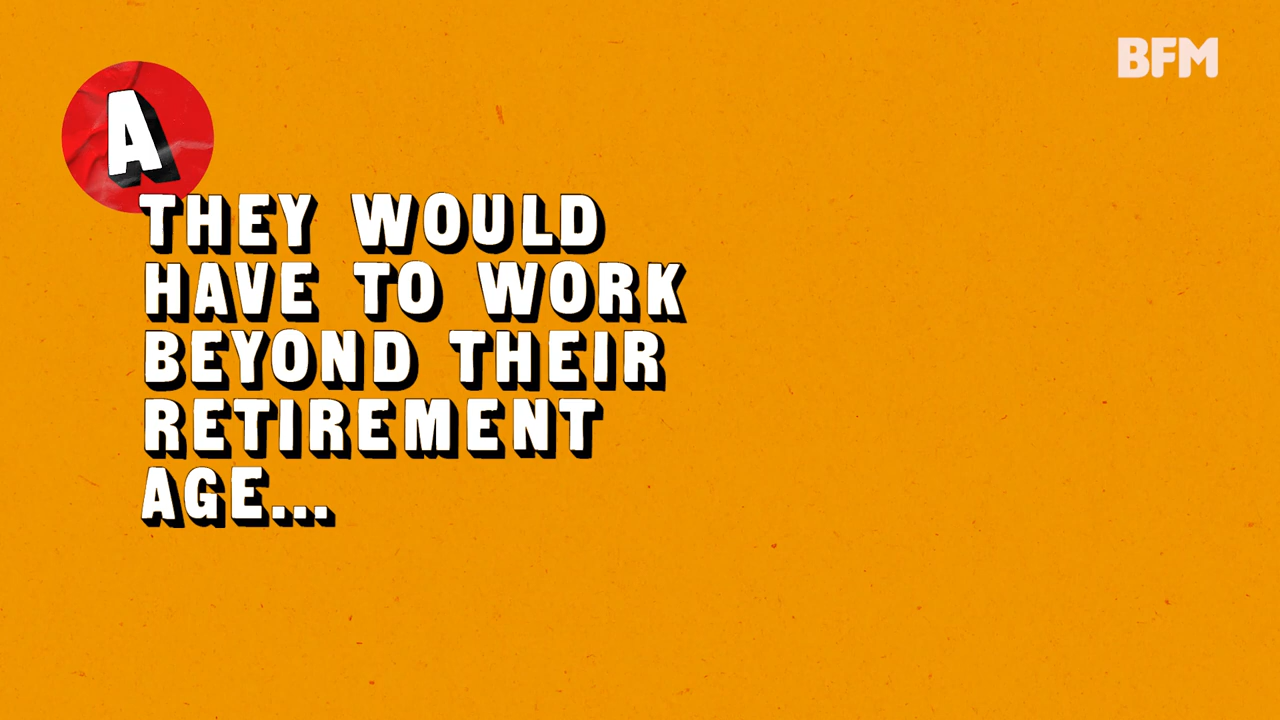 BFM
A
THEY WOULD
HAVE TO WORK
BEYOND THEIR
RETIREMENT
AGE...